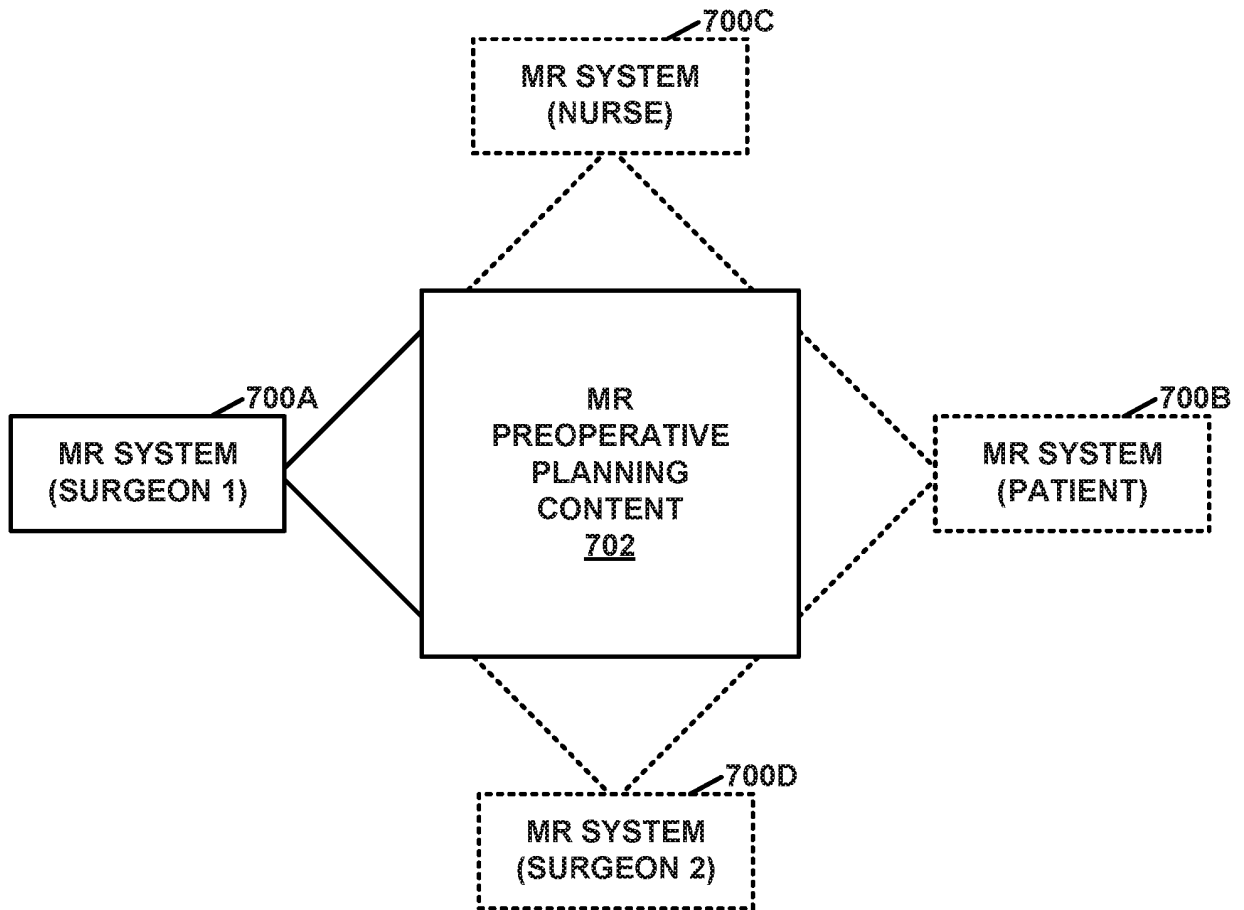 700C
MR SYSTEM
(NURSE)
700A
MR SYSTEM
(SURGEON 1)
MR
PREOPERATIVE
PLANNING
CONTENT
702
700B
MR SYSTEM
(PATIENT)
700D
MR SYSTEM
(SURGEON 2)